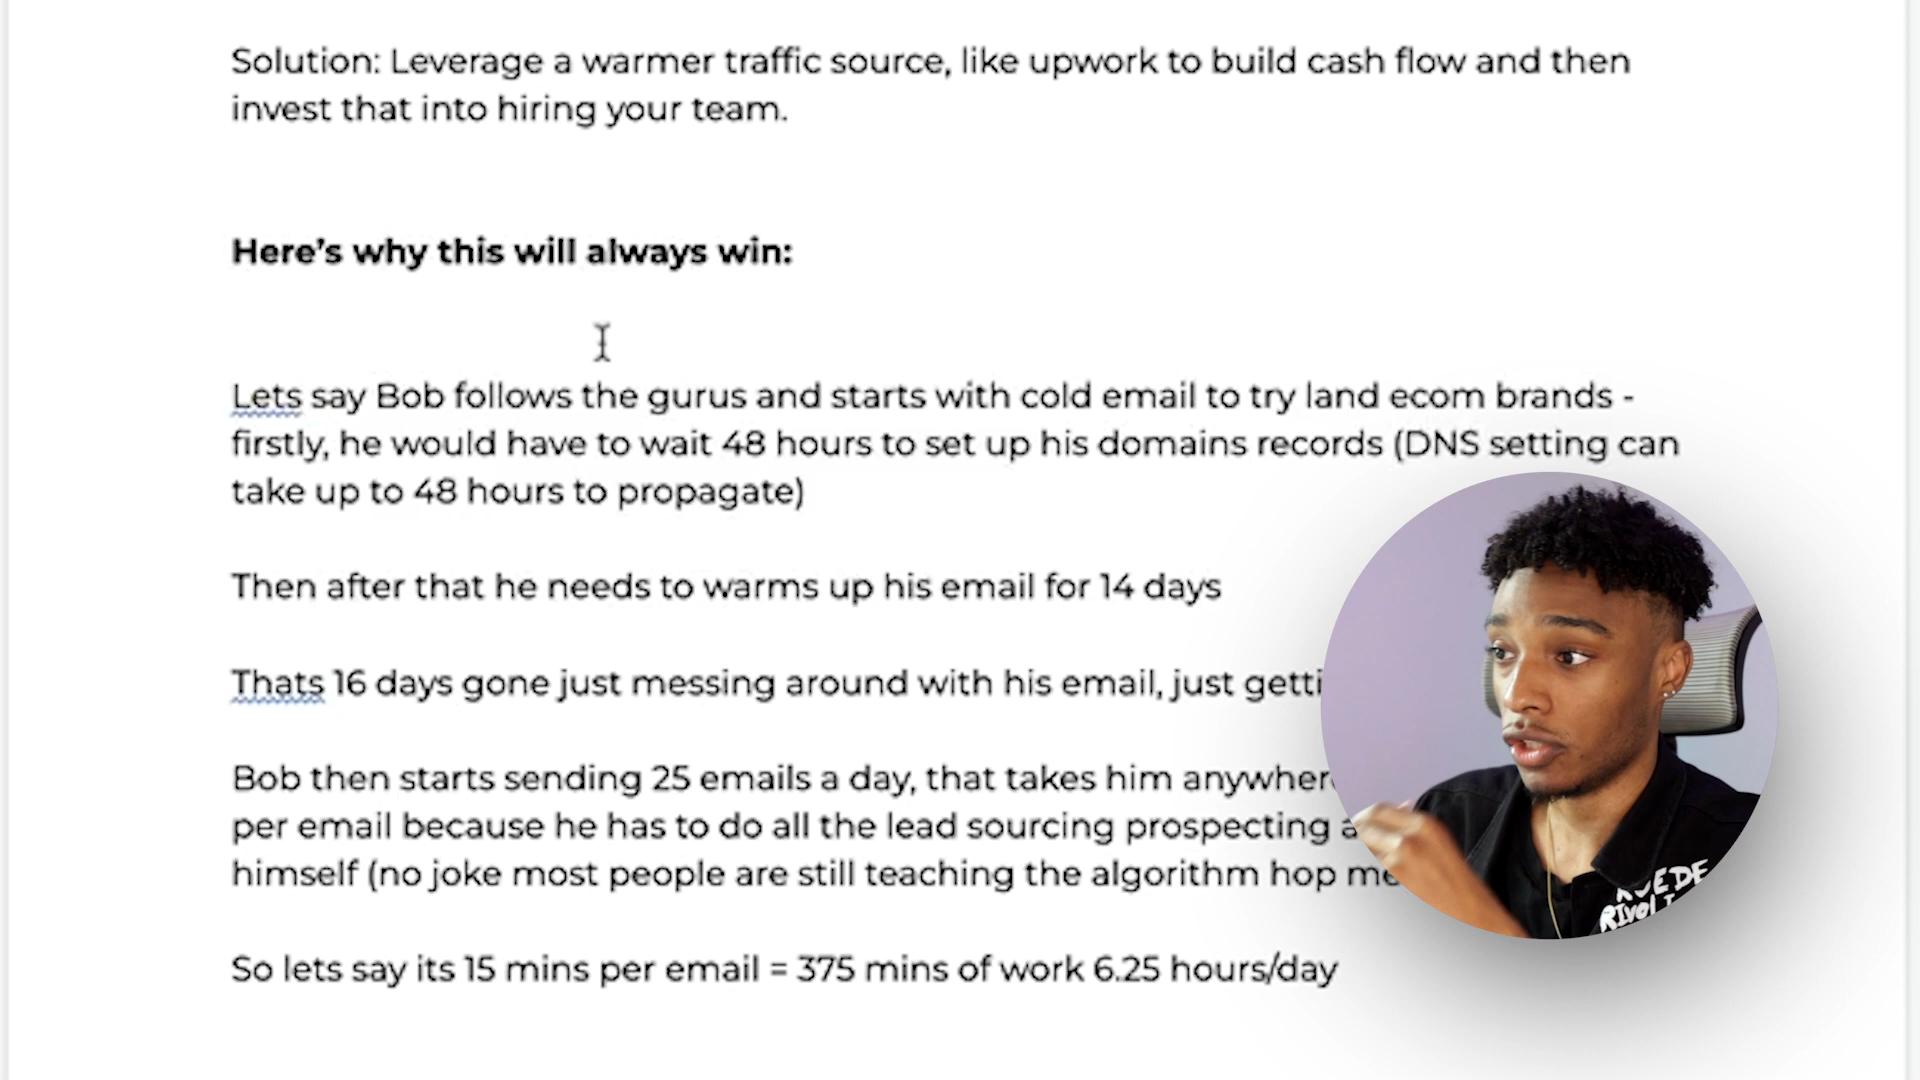 Solution: Leverage a warmer traffic source, like upwork to build cash flow and then
invest that into hiring your team.
Here’s why this will always win:
Lets say Bob follows the gurus and starts with cold email to try land ecom brands -
firstly, he would have to wait 48 hours to set up his domains records (DNS setting can
take up to 48 hours to propagate)
Then after that he needs to warms up his email for 14 days
Thats 16 days gone just messing around with his email, just
Bob then starts sending 25 emails a day, that takes him
per email because he has to do all the lead sourcing prospecting
himself (no joke most people are still teaching the algorithm hop
So lets say its 15 mins per email = 375 mins of work 6.25 hours/day
RUE DE
RIVOLI